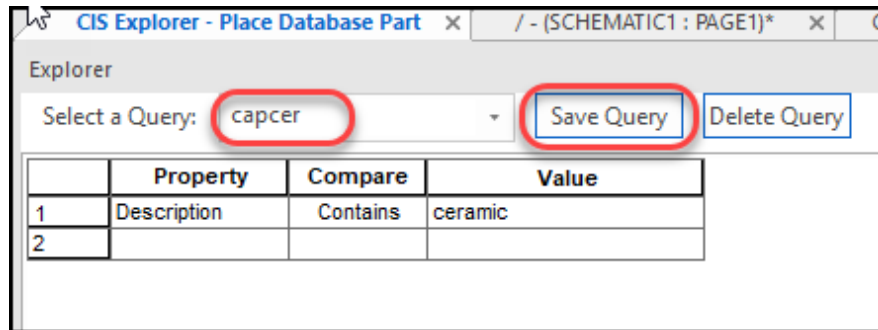 CIS Explorer - Place Database Part × / - (SCHEMATIC1 : PAGE1)* ×
Explorer
Select a Query: capcer Save Query Delete Query
Property Compare Value
1 Description Contains ceramic
2